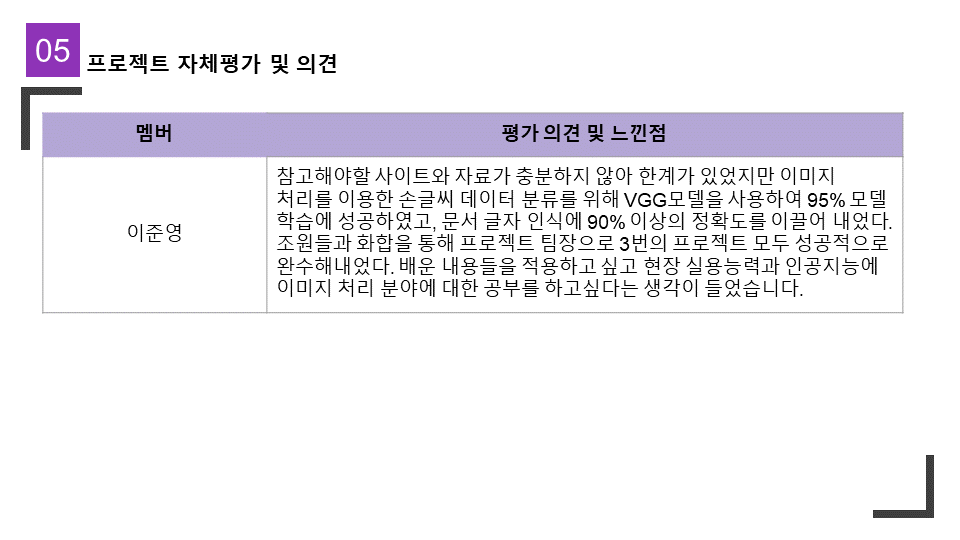 05
프로젝트 자체평가 및 의견
멤버
평가 의견 및 느낀점
이준영
참고해야할 사이트와 자료가 충분하지 않아 한계가 있었지만 이미지
처리를 이용한 손글씨 데이터 분류를 위해 VGG모델을 사용하여 95% 모델
학습에 성공하였고, 문서 글자 인식에 90% 이상의 정확도를 이끌어 내었다.
조원들과 화합을 통해 프로젝트 팀장으로 3번의 프로젝트 모두 성공적으로
완수해내었다. 배운 내용들을 적용하고 싶고 현장 실용능력과 인공지능에
이미지 처리 분야에 대한 공부를 하고싶다는 생각이 들었습니다.